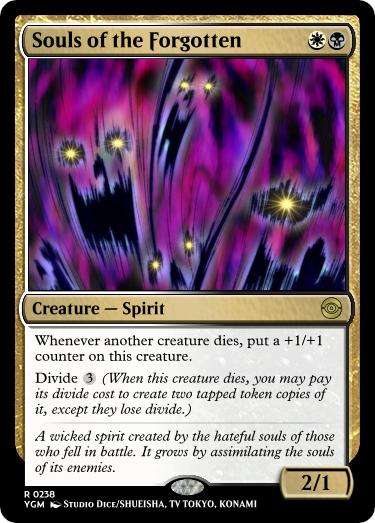 Souls of the Forgotten
Creature — Spirit
Whenever another creature dies, put a +1/+1
counter on this creature.
Divide 3 (When this creature dies, you may pay
its divide cost to create two tapped token copies
of it, except they lose divide.)
A wicked spirit created by the hateful souls of those
who fell in battle. It grows by assimilating the souls
of its enemies.
2/1
R 0238
YGM Studio Dice/SHUEISHA, TV TOKYO, KONAMI